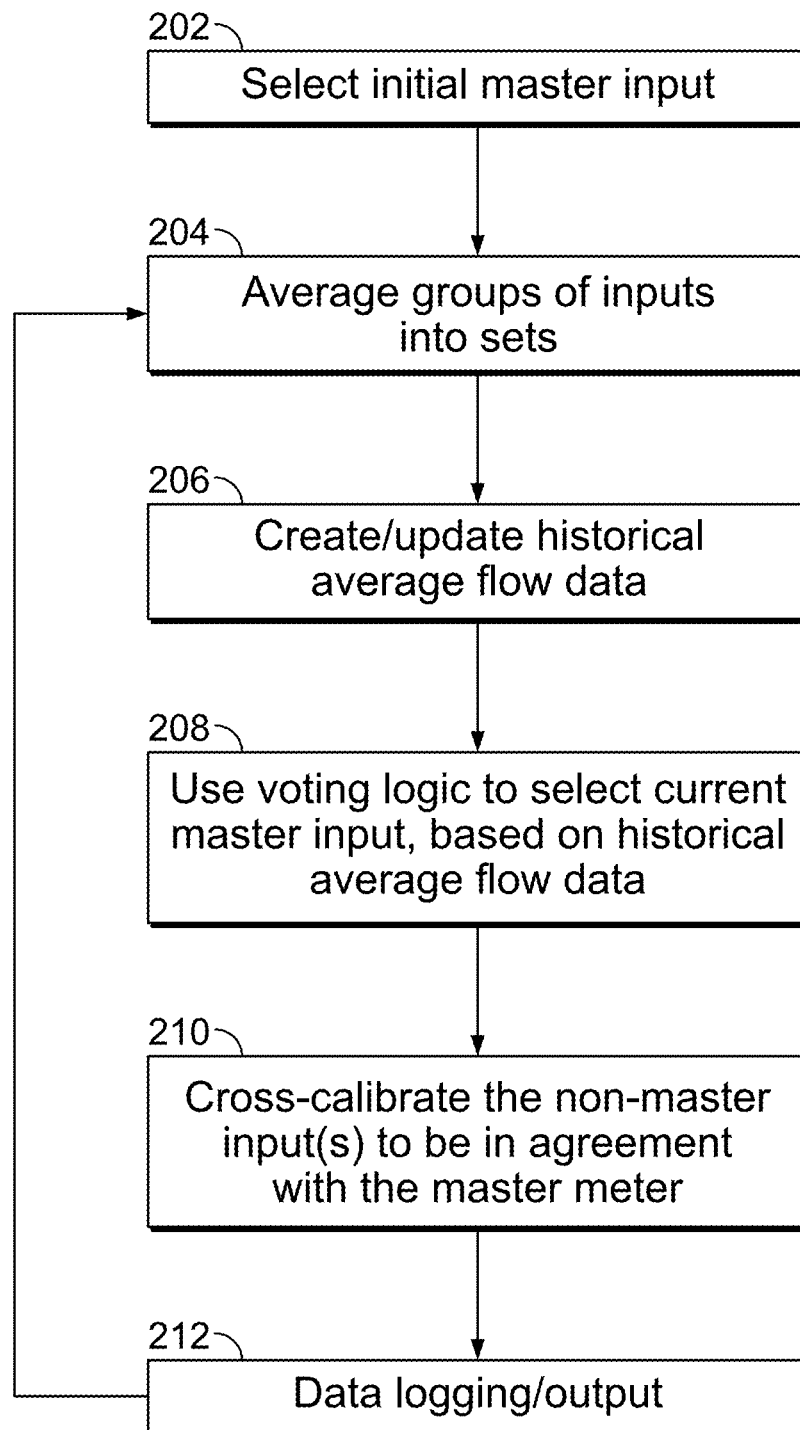 202
Select initial master input
204
Average groups of inputs
into sets
206
Create/update historical
average flow data
208
Use voting logic to select current
master input, based on historical
average flow data
210
Cross-calibrate the non-master
input(s) to be in agreement
with the master meter
212
Data logging/output